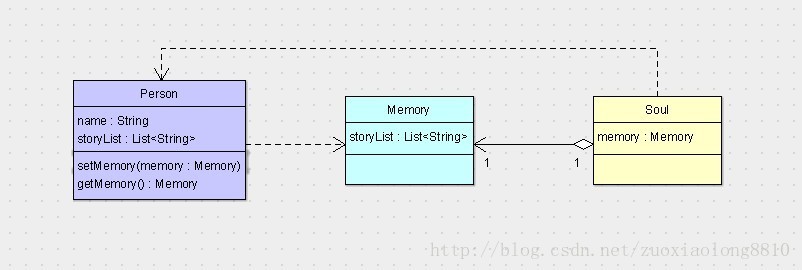 Person
name : String
storyList : List<String>
setMemory(memory : Memory)
getMemory() : Memory
Memory
storyList : List<String>
Soul
memory : Memory
1
1
http://blog.csdn.net/zuoxiaolong8810